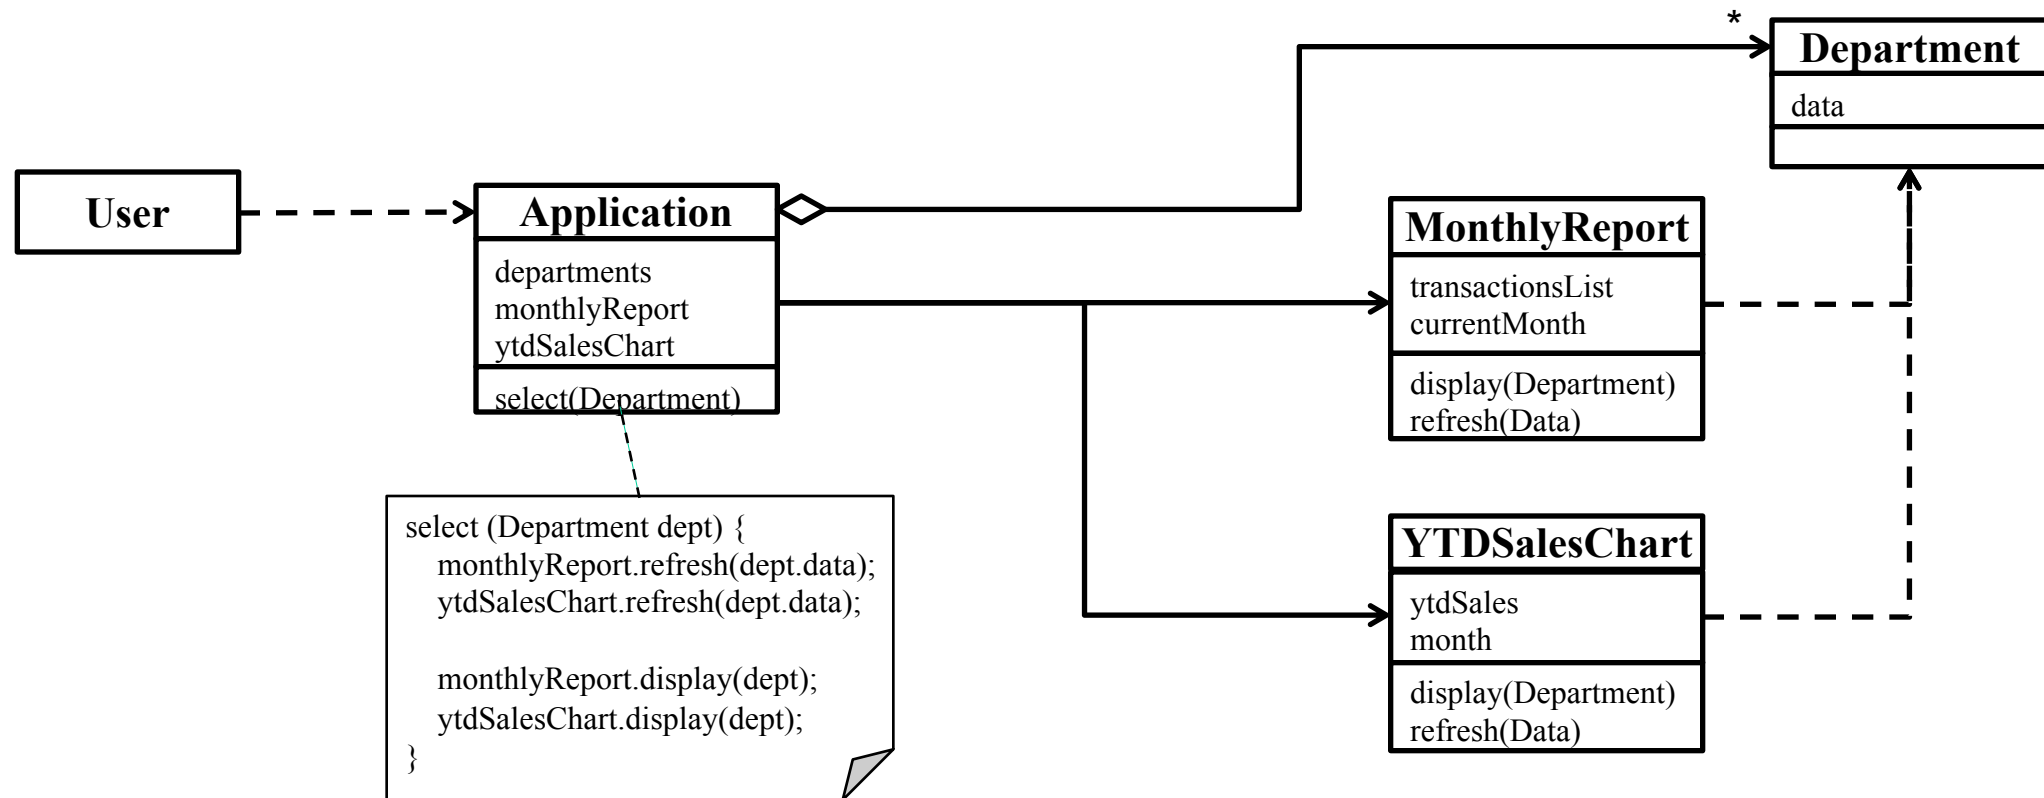 *
Department
data
User
Application
departments
monthlyReport
ytdSalesChart
select(Department)
MonthlyReport
transactionsList
currentMonth
display(Department)
refresh(Data)
select (Department dept) {
monthlyReport.refresh(dept.data);
ytdSalesChart.refresh(dept.data);
monthlyReport.display(dept);
ytdSalesChart.display(dept);
}
YTDSalesChart
ytdSales
month
display(Department)
refresh(Data)